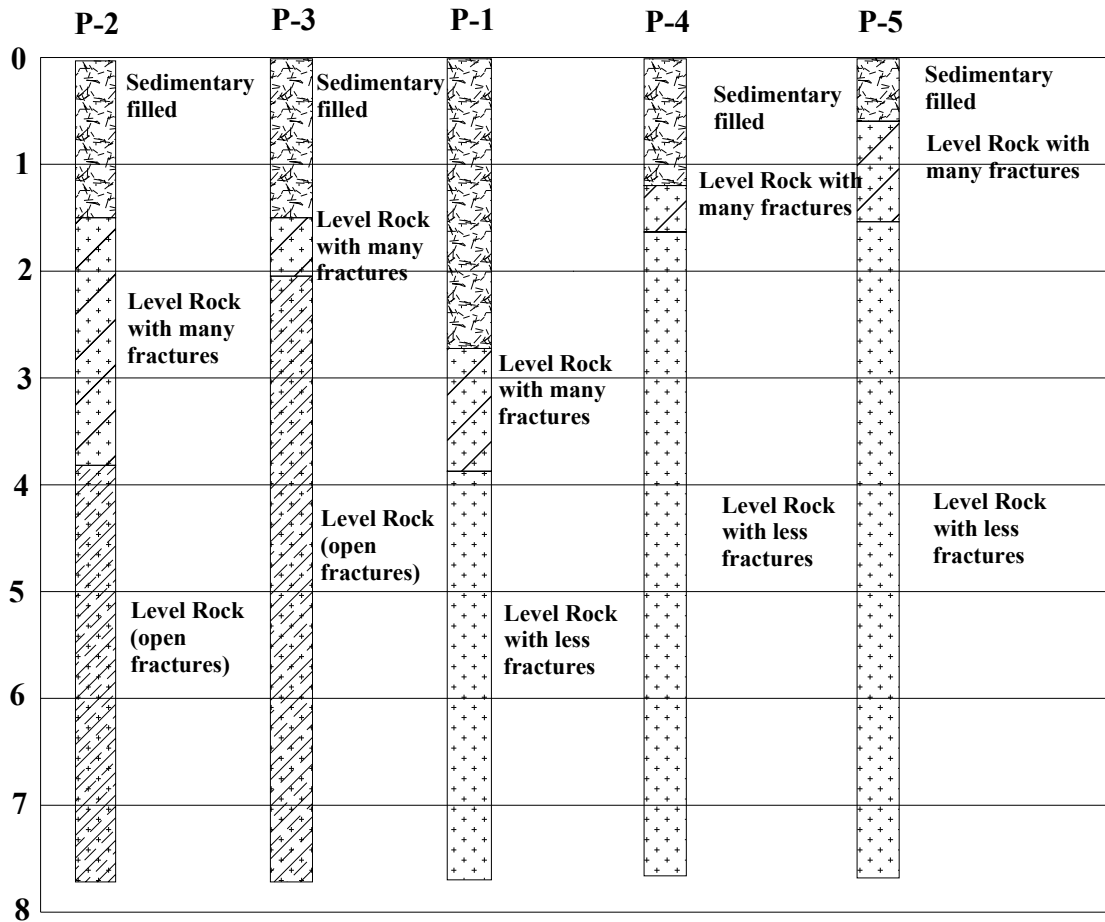 P-2
P-3
P-1
P-4
P-5
0
1
2
3
4
5
6
7
8
Sedimentary
filled
Level Rock
with many
fractures
Level Rock
(open
fractures)
Sedimentary
filled
Level Rock
with many
fractures
Level Rock
(open
fractures)
Level Rock
with many
fractures
Level Rock
with less
fractures
Sedimentary
filled
Level Rock with
many fractures
Level Rock
with less
fractures
Sedimentary
filled
Level Rock with
many fractures
Level Rock
with less
fractures